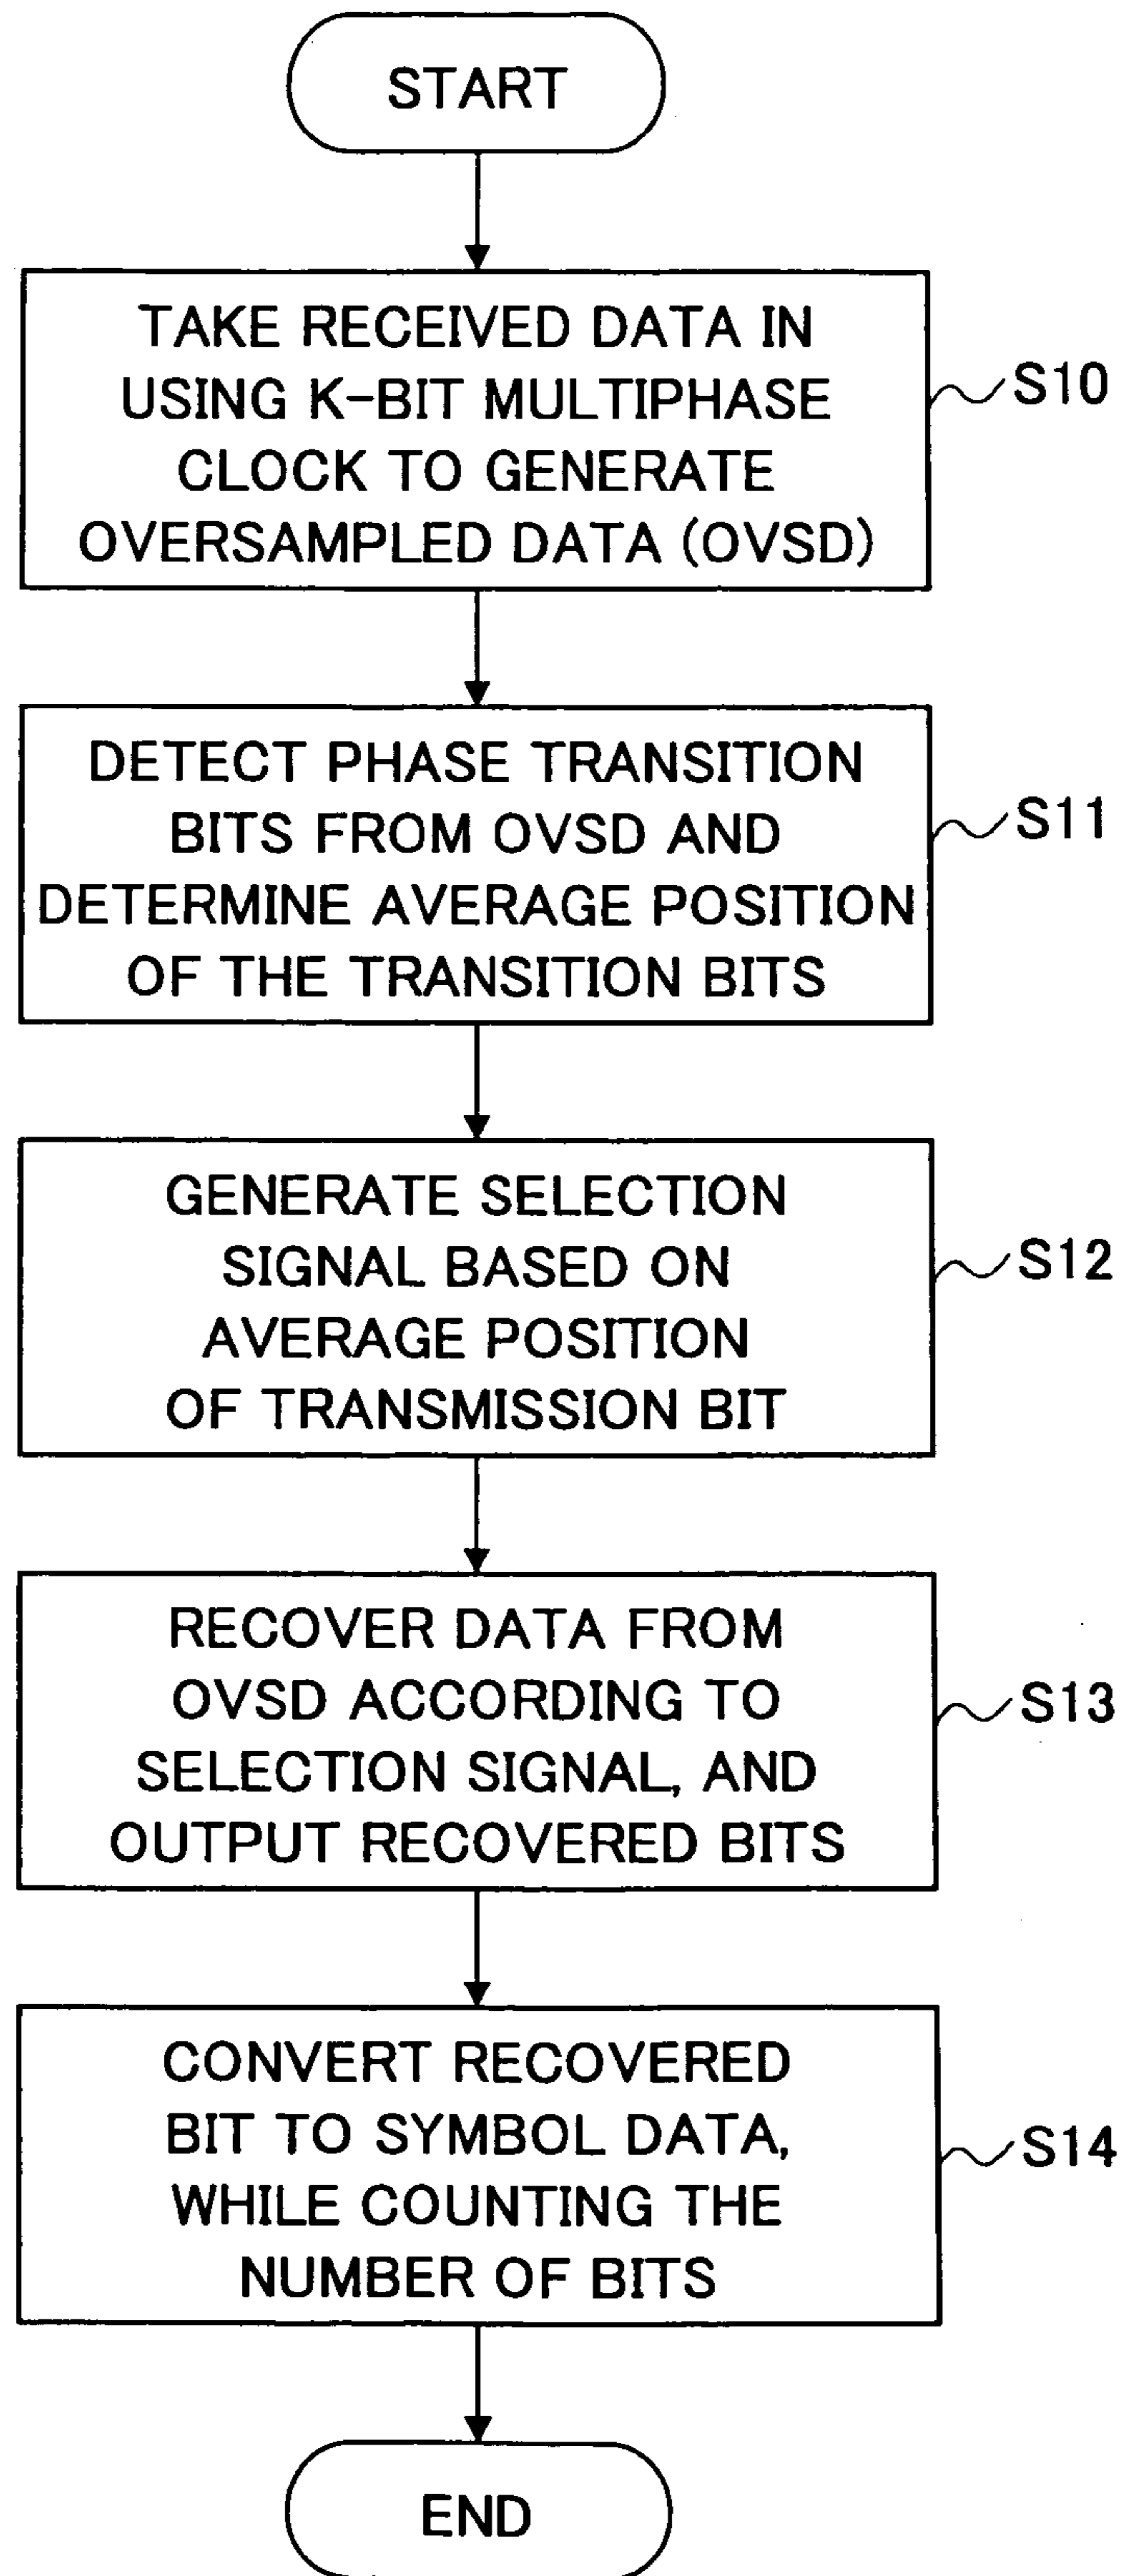 START
TAKE RECEIVED DATA IN
USING K-BIT MULTIPHASE
CLOCK TO GENERATE
OVERSAMPLED DATA (OVSD)
S10
DETECT PHASE TRANSITION
BITS FROM OVSD AND
DETERMINE AVERAGE POSITION
OF THE TRANSITION BITS
S11
GENERATE SELECTION
SIGNAL BASED ON
AVERAGE POSITION
OF TRANSMISSION BIT
S12
RECOVER DATA FROM
OVSD ACCORDING TO
SELECTION SIGNAL, AND
OUTPUT RECOVERED BITS
S13
CONVERT RECOVERED
BIT TO SYMBOL DATA,
WHILE COUNTING THE
NUMBER OF BITS
S14
END